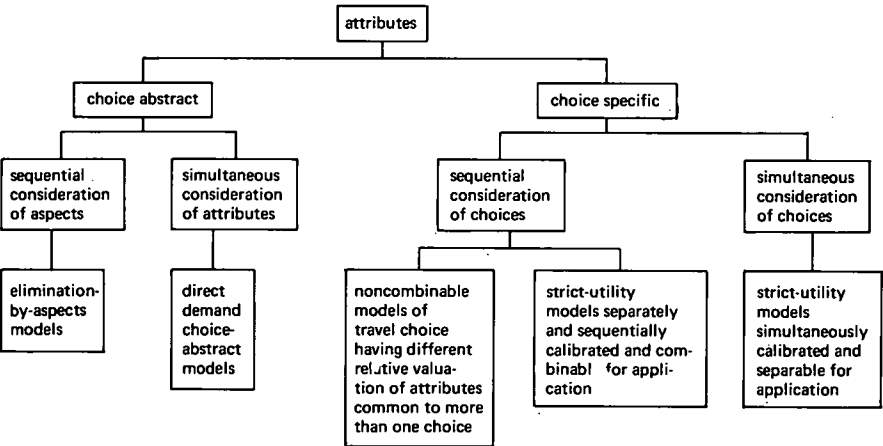 attributes
choice abstract
choice specific
sequential
consideration
of aspects
simultaneous
consideration
of attributes
sequential
consideration
of choices
simultaneous
consideration
of choices
elimination-
by-aspects
models
direct
demand
choice-
abstract
models
noncombinable
models of
travel choice
having different
relative valua-
tion of attributes
common to more
than one choice
strict-utility
models separately
and sequentially
calibrated and com-
binabl for appli-
cation
strict-utility
models
simultaneously
calibrated and
separable for
application